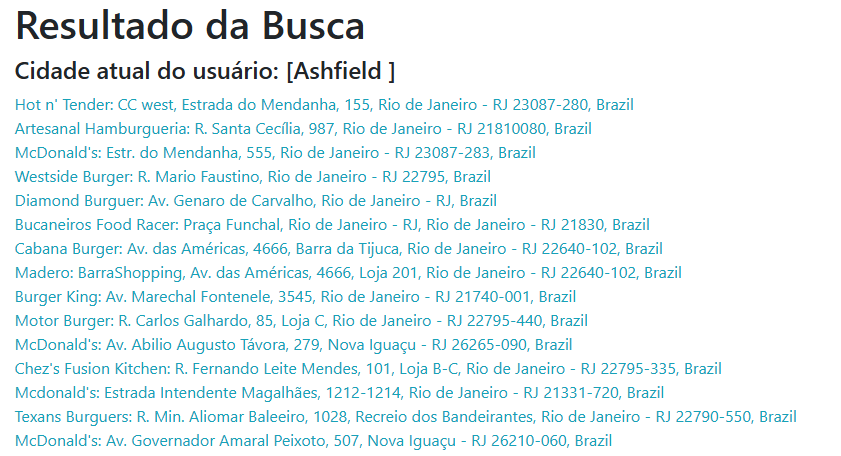 Resultado da Busca
Cidade atual do usuário: [Ashfield ]
Hot n' Tender: CC west, Estrada do Mendanha, 155, Rio de Janeiro - RJ 23087-280, Brazil
Artesanal Hamburgueria: R. Santa Cecília, 987, Rio de Janeiro - RJ 21810080, Brazil
McDonald's: Estr. do Mendanha, 555, Rio de Janeiro - RJ 23087-283, Brazil
Westside Burger: R. Mario Faustino, Rio de Janeiro - RJ 22795, Brazil
Diamond Burguer: Av. Genaro de Carvalho, Rio de Janeiro - RJ, Brazil
Bucaneiros Food Racer: Praça Funchal, Rio de Janeiro - RJ, Rio de Janeiro - RJ 21830, Brazil
Cabana Burger: Av. das Américas, 4666, Barra da Tijuca, Rio de Janeiro - RJ 22640-102, Brazil
Madero: BarraShopping, Av. das Américas, 4666, Loja 201, Rio de Janeiro - RJ 22640-102, Brazil
Burger King: Av. Marechal Fontenele, 3545, Rio de Janeiro - RJ 21740-001, Brazil
Motor Burger: R. Carlos Galhardo, 85, Loja C, Rio de Janeiro - RJ 22795-440, Brazil
McDonald's: Av. Abilio Augusto Távora, 279, Nova Iguaçu - RJ 26265-090, Brazil
Chez's Fusion Kitchen: R. Fernando Leite Mendes, 101, Loja B-C, Rio de Janeiro - RJ 22795-335, Brazil
Mcdonald's: Estrada Intendente Magalhães, 1212-1214, Rio de Janeiro - RJ 21331-720, Brazil
Texans Burguers: R. Min. Aliomar Baleeiro, 1028, Recreio dos Bandeirantes, Rio de Janeiro - RJ 22790-550, Brazil
McDonald's: Av. Governador Amaral Peixoto, 507, Nova Iguaçu - RJ 26210-060, Brazil